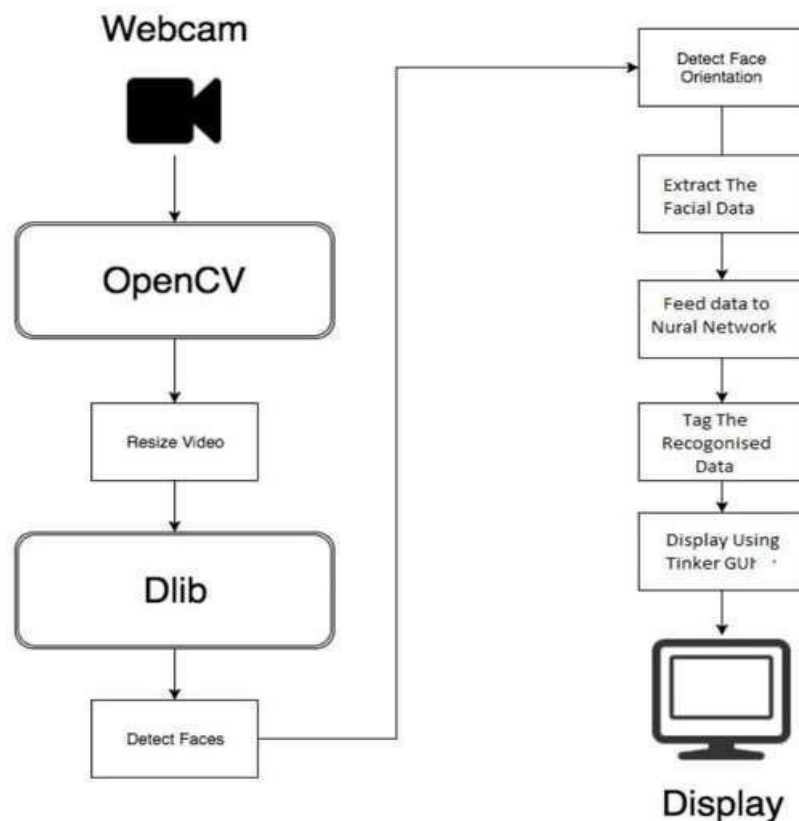 Webcam
OpenCV
Resize Video
Dlib
Detect Faces
Detect Face
Orientation
Extract The
Facial Data
Feed data to
Nural Network
Tag The
Recogonised
Data
Display Using
Tinker GUI
Display